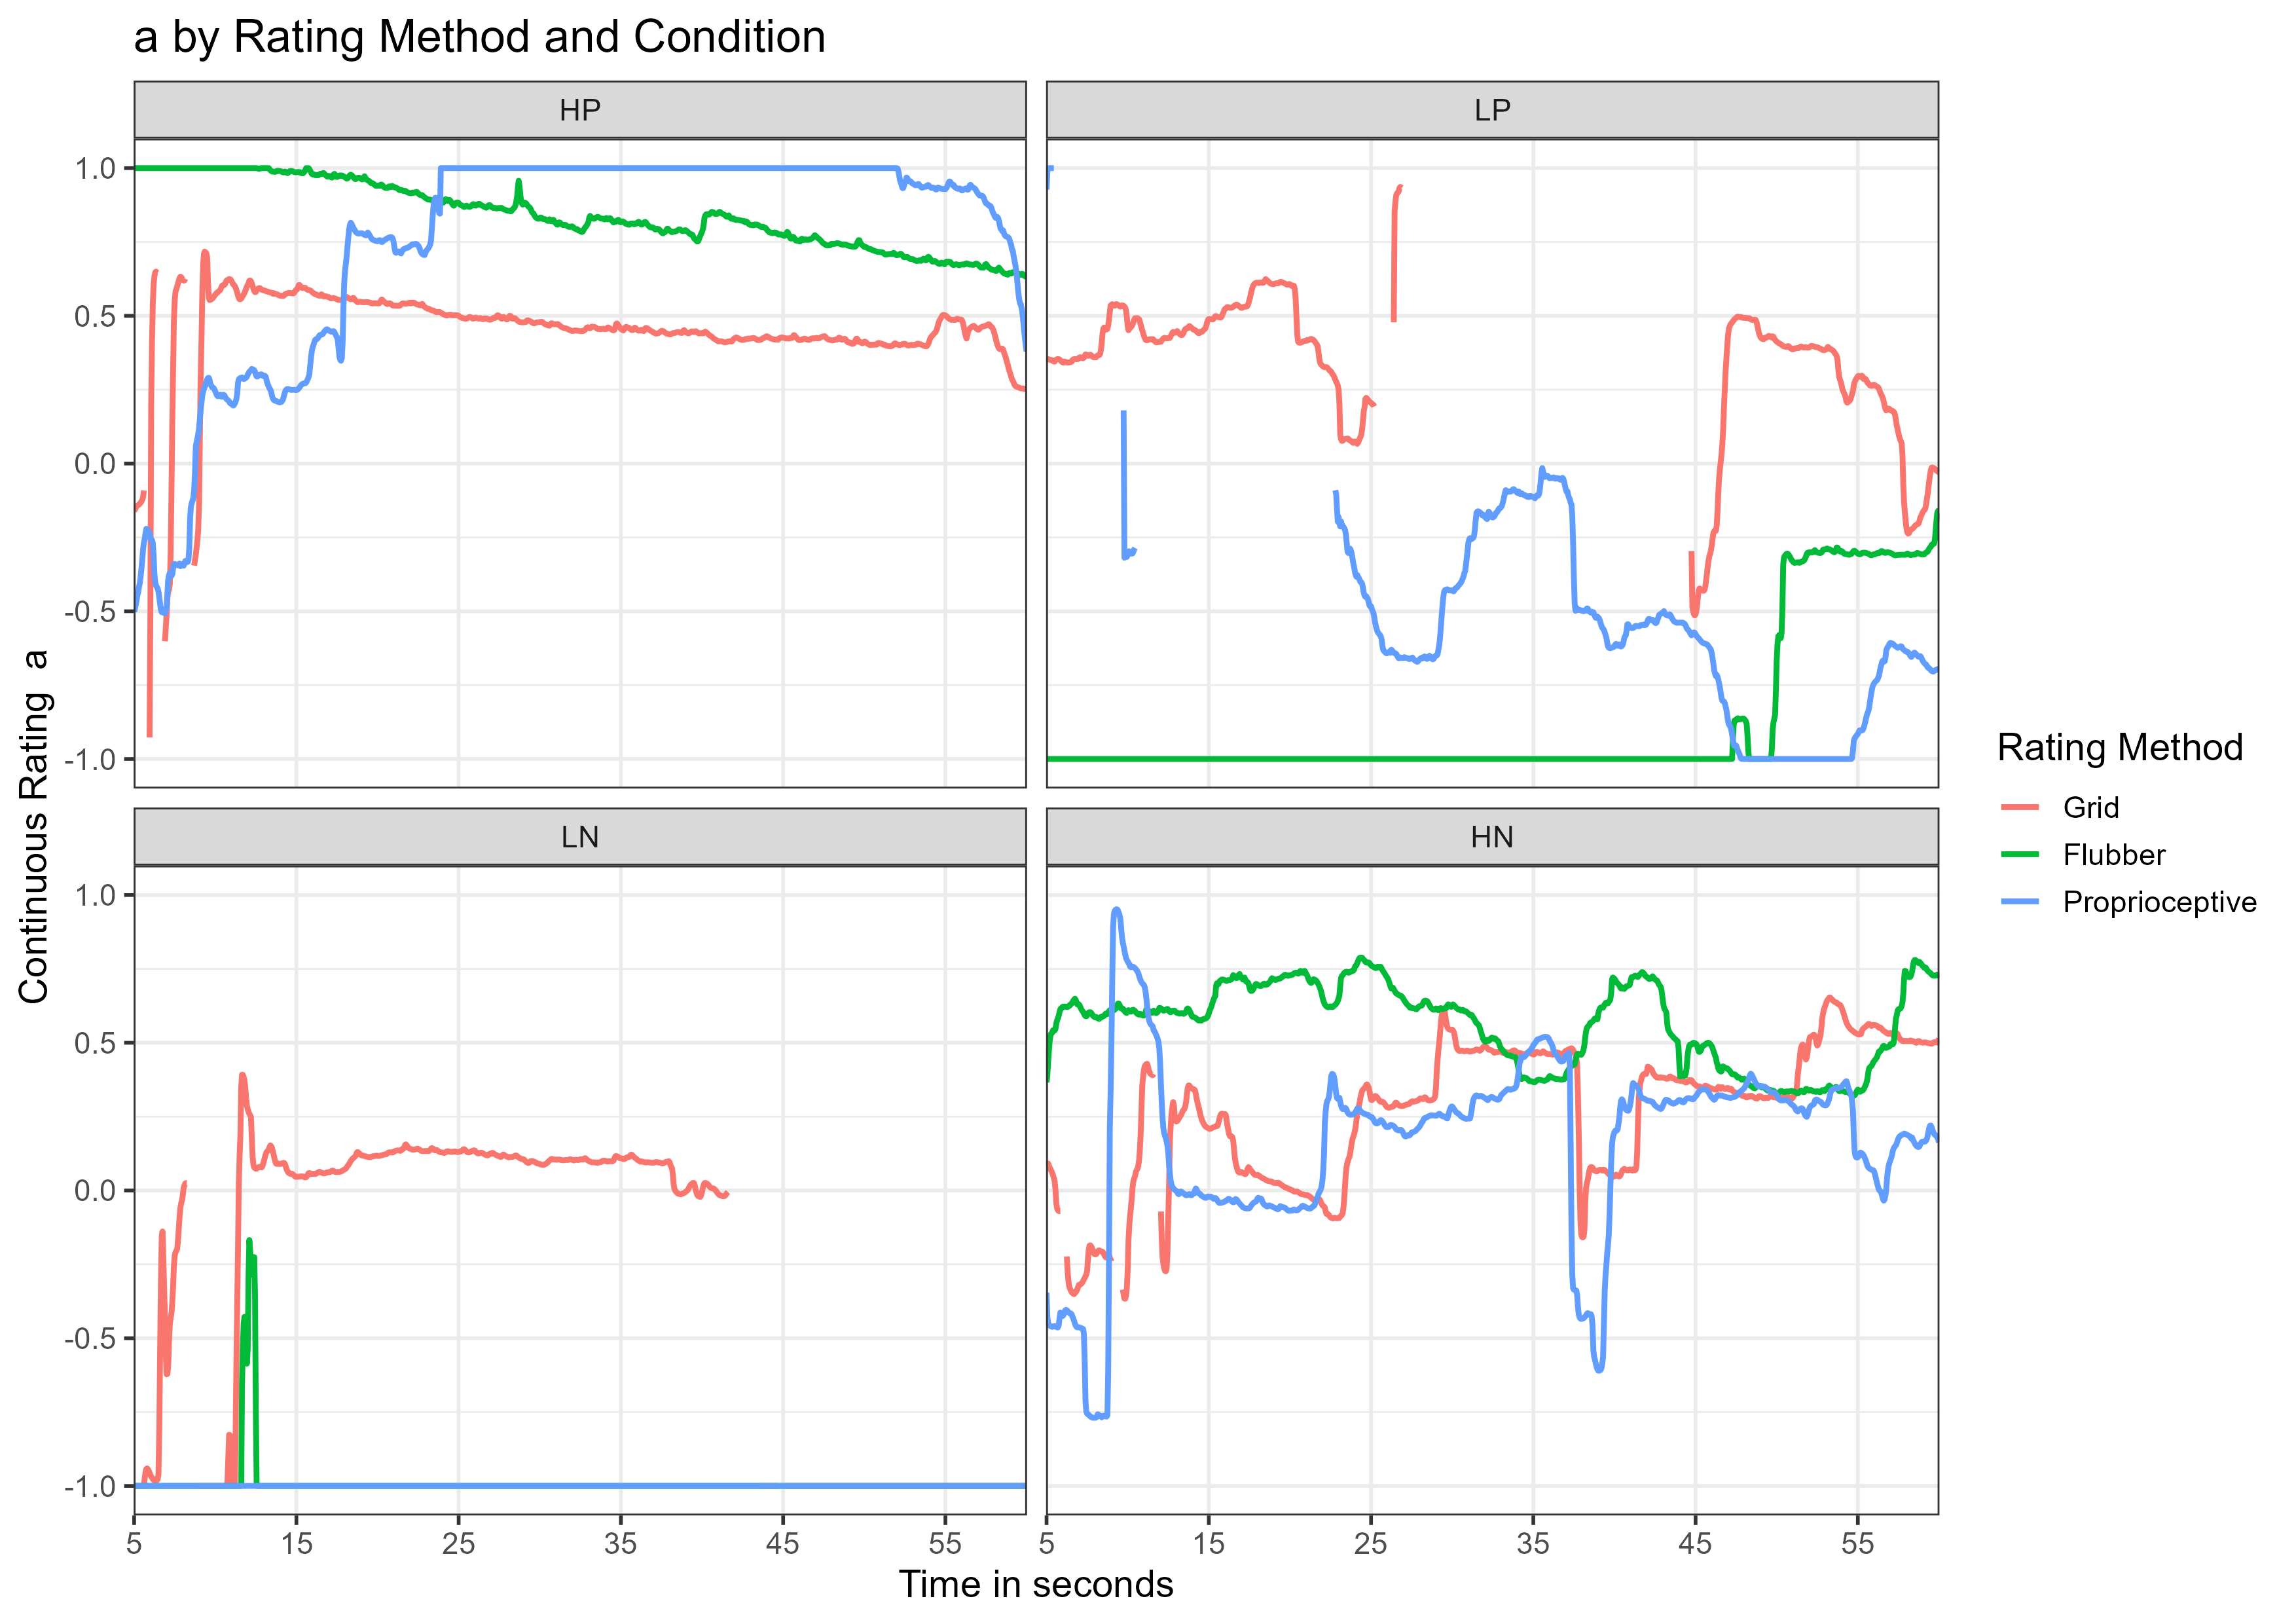 a by Rating Method and Condition
HP
LP
1.0
0.5
0.0
-0.5
-1.0
LN
HN
1.0
0.5
0.0
-0.5
-1.0
5 15 25 35 45 55
5 15 25 35 45 55
Time in seconds
Continuous Rating  a
Rating Method
Grid
Flubber
Proprioceptive